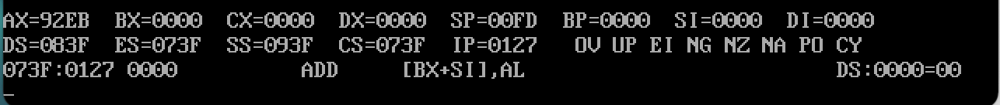 AX=92EB  BX=0000  CX=0000  DX=0000  SP=00FD  BP=0000  SI=0000  DI=0000
DS=083F  ES=073F  SS=093F  CS=073F  IP=0127   OV UP EI NG NZ NA PO CY
073F:0127 0000          ADD     [BX+SI],AL                         DS:0000=00